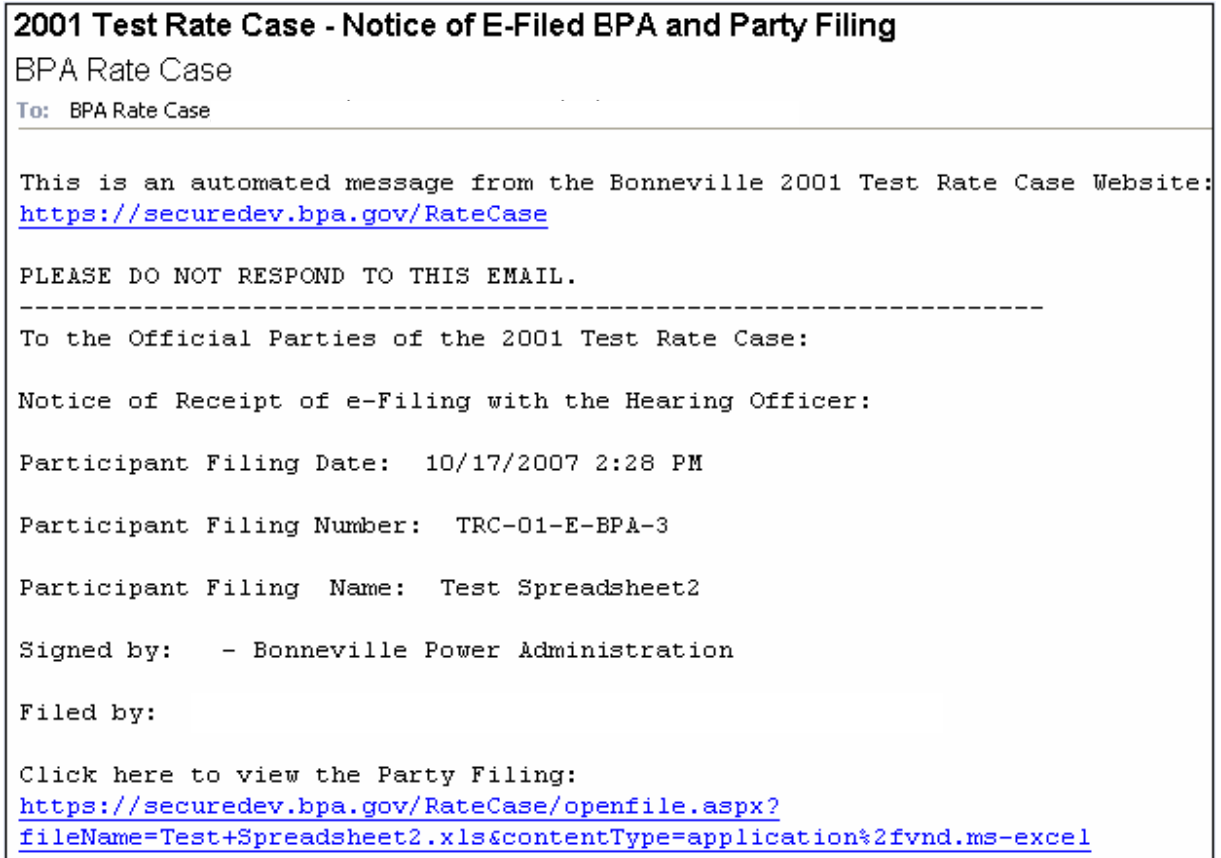 2001 Test Rate Case - Notice of E-Filed BPA and Party Filing
BPA Rate Case
To: BPA Rate Case
This is an automated message from the Bonneville 2001 Test Rate Case Website:
https://securedev.bpa.gov/RateCase
PLEASE DO NOT RESPOND TO THIS EMAIL.
------------------------------------------------------------------
To the Official Parties of the 2001 Test Rate Case:
Notice of Receipt of e-Filing with the Hearing Officer:
Participant Filing Date: 10/17/2007 2:28 PM
Participant Filing Number: TRC-01-E-BPA-3
Participant Filing Name: Test Spreadsheet2
Signed by: - Bonneville Power Administration
Filed by:
Click here to view the Party Filing:
https://securedev.bpa.gov/RateCase/openfile.aspx?
fileName=Test+Spreadsheet2.xls&contentType=application%2fvnd.ms-excel